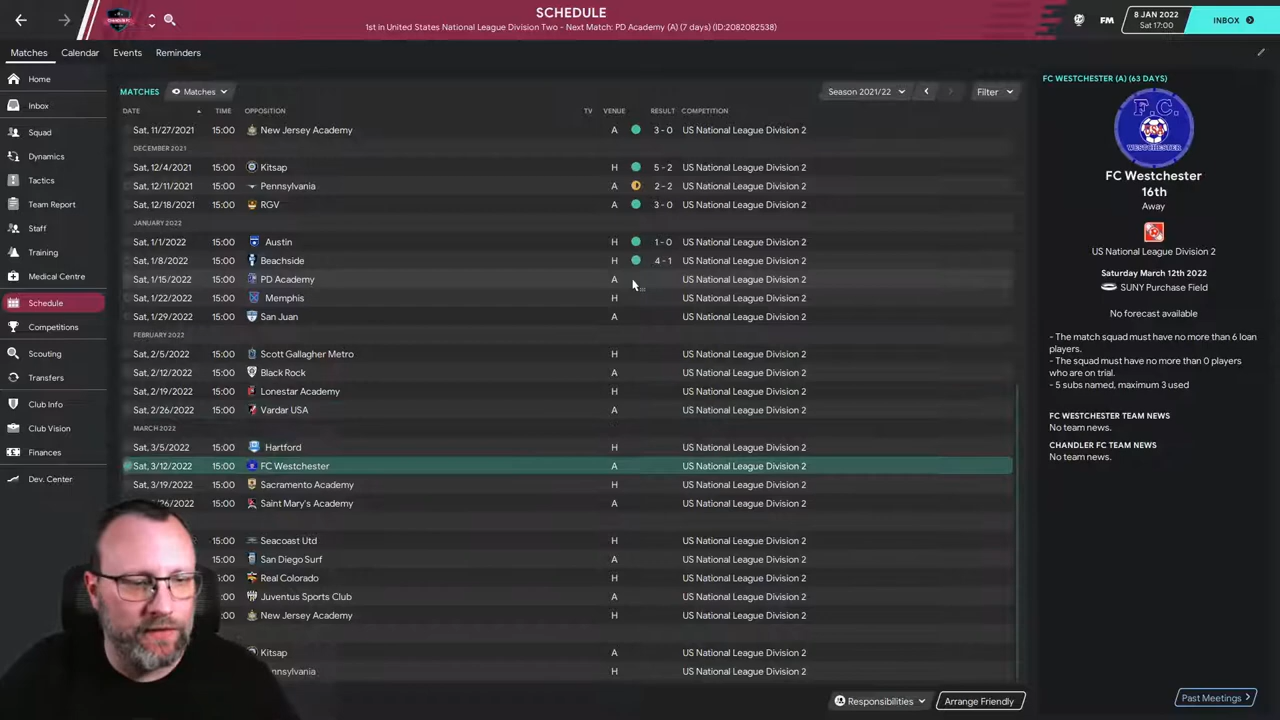 SCHEDULE
1st in United States National League Division Two - Next Match: PD Academy (A) (7 days) (ID:2082082538)
FM
8 JAN 2022
INBOX
Matches Calendar Events Reminders
Home
Inbox
Squad
Dynamics
Tactics
Team Report
Staff
Training
Medical Centre
Schedule
Competitions
Scouting
Transfers
Club Info
Club Vision
Finances
Dev. Center
MATCHES Matches Season 2021/22 Filter
DATE TIME OPPOSITION TV VENUE RESULT COMPETITION
Sat, 11/27/2021 15:00 New Jersey Academy A 3 - 0 US National League Division 2
DECEMBER 2021
Sat, 12/4/2021 15:00 Kitsap H 5 - 2 US National League Division 2
Sat, 12/11/2021 15:00 Pennsylvania A 2 - 2 US National League Division 2
Sat, 12/18/2021 15:00 RGV A 3 - 0 US National League Division 2
JANUARY 2022
Sat, 1/1/2022 15:00 Austin H 1 - 0 US National League Division 2
Sat, 1/8/2022 15:00 Beachside H 4 - 1 US National League Division 2
Sat, 1/15/2022 15:00 PD Academy A US National League Division 2
Sat, 1/22/2022 15:00 Memphis H US National League Division 2
Sat, 1/29/2022 15:00 San Juan A US National League Division 2
FEBRUARY 2022
Sat, 2/5/2022 15:00 Scott Gallagher Metro H US National League Division 2
Sat, 2/12/2022 15:00 Black Rock A US National League Division 2
Sat, 2/19/2022 15:00 Lonestar Academy H US National League Division 2
Sat, 2/26/2022 15:00 Vardar USA A US National League Division 2
MARCH 2022
Sat, 3/5/2022 15:00 Hartford H US National League Division 2
Sat, 3/12/2022 15:00 FC Westchester A US National League Division 2
Sat, 3/19/2022 15:00 Sacramento Academy H US National League Division 2
/26/2022 15:00 Saint Mary's Academy A US National League Division 2
:00 Seacoast Utd H US National League Division 2
:00 San Diego Surf A US National League Division 2
:00 Real Colorado H US National League Division 2
:00 Juventus Sports Club A US National League Division 2
:00 New Jersey Academy H US National League Division 2
Kitsap A US National League Division 2
nnsylvania H US National League Division 2
Responsibilities Arrange Friendly
FC WESTCHESTER (A) (63 DAYS)
F.C.
USA
WESTCHESTER
FC Westchester
16th
Away
US National League Division 2
Saturday March 12th 2022
SUNY Purchase Field
No forecast available
- The match squad must have no more than 6 loan
players.
- The squad must have no more than 0 players
who are on trial.
- 5 subs named, maximum 3 used
FC WESTCHESTER TEAM NEWS
No team news.
CHANDLER FC TEAM NEWS
No team news.
Past Meetings